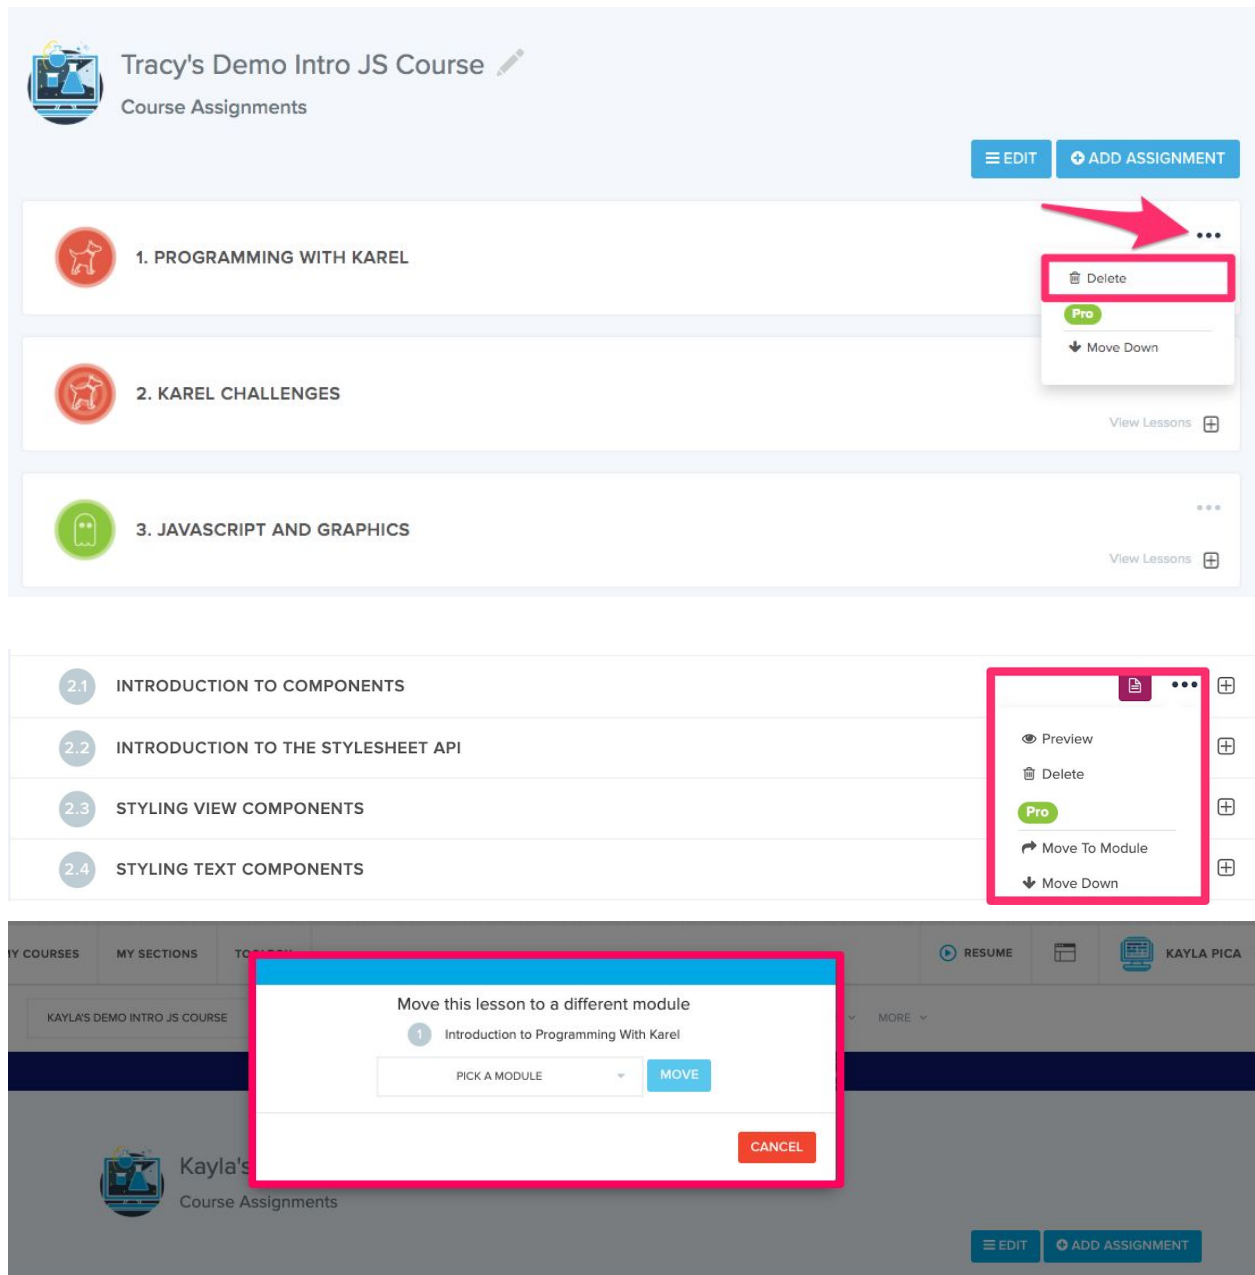 Tracy's Demo Intro JS Course
Course Assignments
EDIT
ADD ASSIGNMENT
1. PROGRAMMING WITH KAREL
Delete
Pro
Move Down
2. KAREL CHALLENGES
View Lessons
3. JAVASCRIPT AND GRAPHICS
View Lessons
2.1 INTRODUCTION TO COMPONENTS
2.2 INTRODUCTION TO THE STYLESHEET API
2.3 STYLING VIEW COMPONENTS
2.4 STYLING TEXT COMPONENTS
Preview
Delete
Pro
Move To Module
Move Down
COURSES MY SECTIONS RESUME KAYLA PICA
KAYLA'S DEMO INTRO JS COURSE MORE
Move this lesson to a different module
1 Introduction to Programming With Karel
PICK A MODULE MOVE
CANCEL
Kayla's
Course Assignments
EDIT ADD ASSIGNMENT